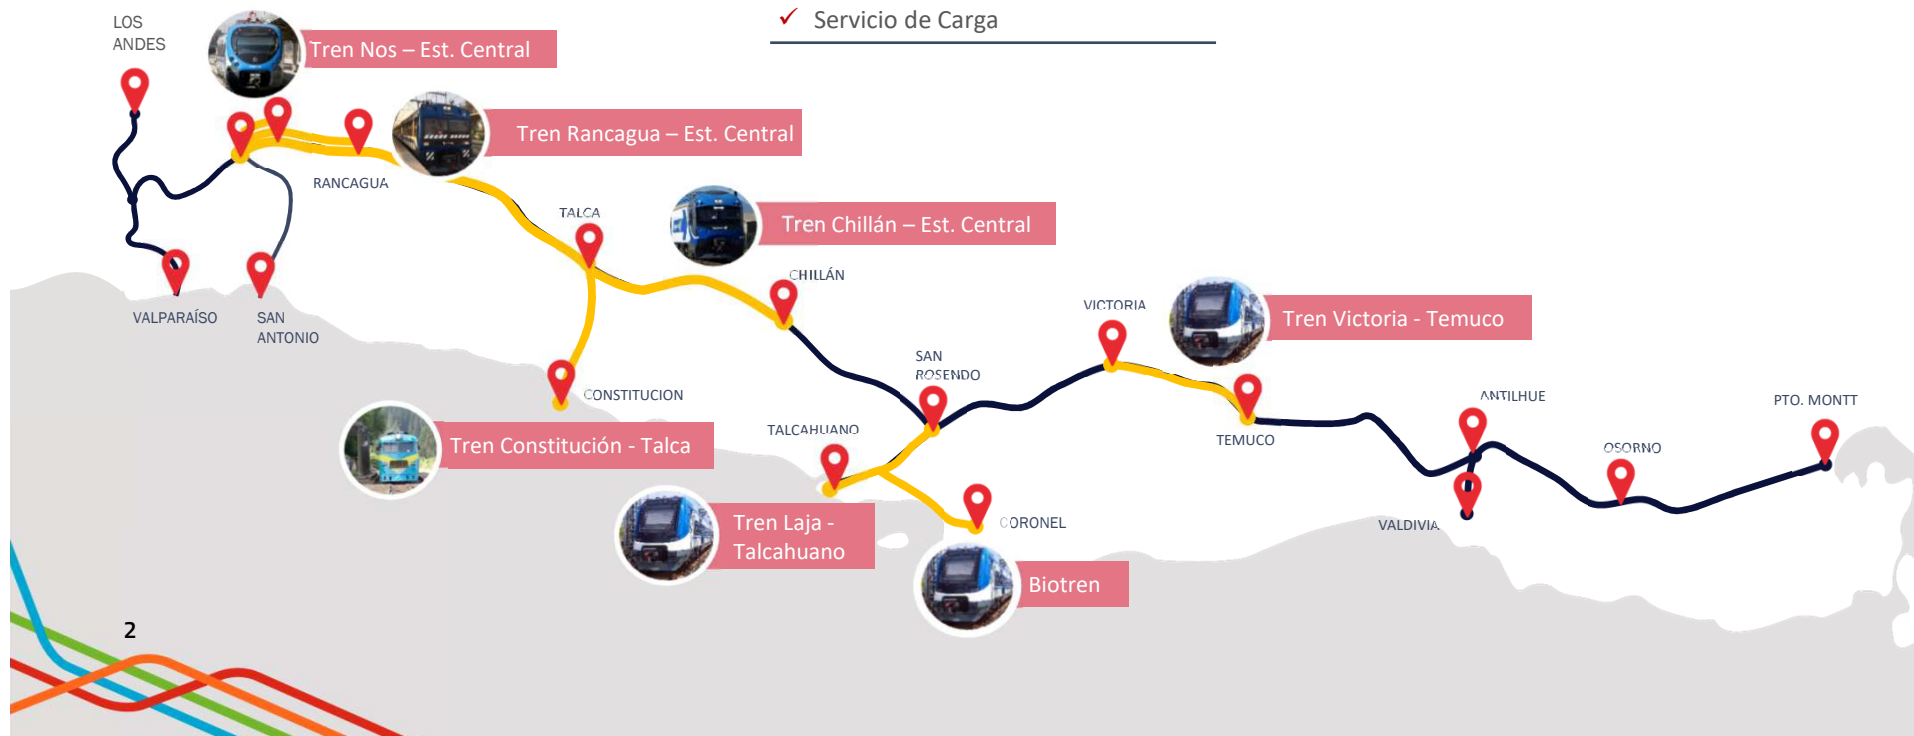 ✓ Servicio de Carga
LOS
ANDES
Tren Nos – Est. Central
Tren Rancagua – Est. Central
RANCAGUA
TALCA
Tren Chillán – Est. Central
CHILLÁN
VALPARAÍSO
SAN
ANTONIO
VICTORIA
Tren Victoria - Temuco
SAN
ROSENDO
CONSTITUCION
ANTILHUE
PTO. MONTT
TALCAHUANO
TEMUCO
Tren Constitución - Talca
OSORNO
Tren Laja -
Talcahuano
CORONEL
VALDIVIA
Biotren
2